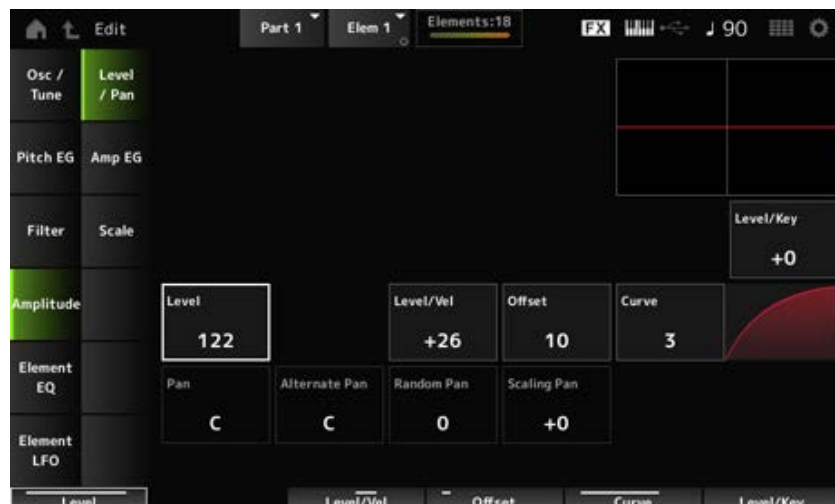 Edit
Part 1
Elem 1
Elements:18
FX
90
Osc /
Tune
Level
/ Pan
Pitch EG
Amp EG
Filter
Scale
Level/Key
+0
Amplitude
Level
122
Level/Vel
+26
Offset
10
Curve
3
Element
EQ
Pan
C
Alternate Pan
C
Random Pan
0
Scaling Pan
+0
Element
LFO
Level
Level/Vel
Offset
Curve
Level/Key